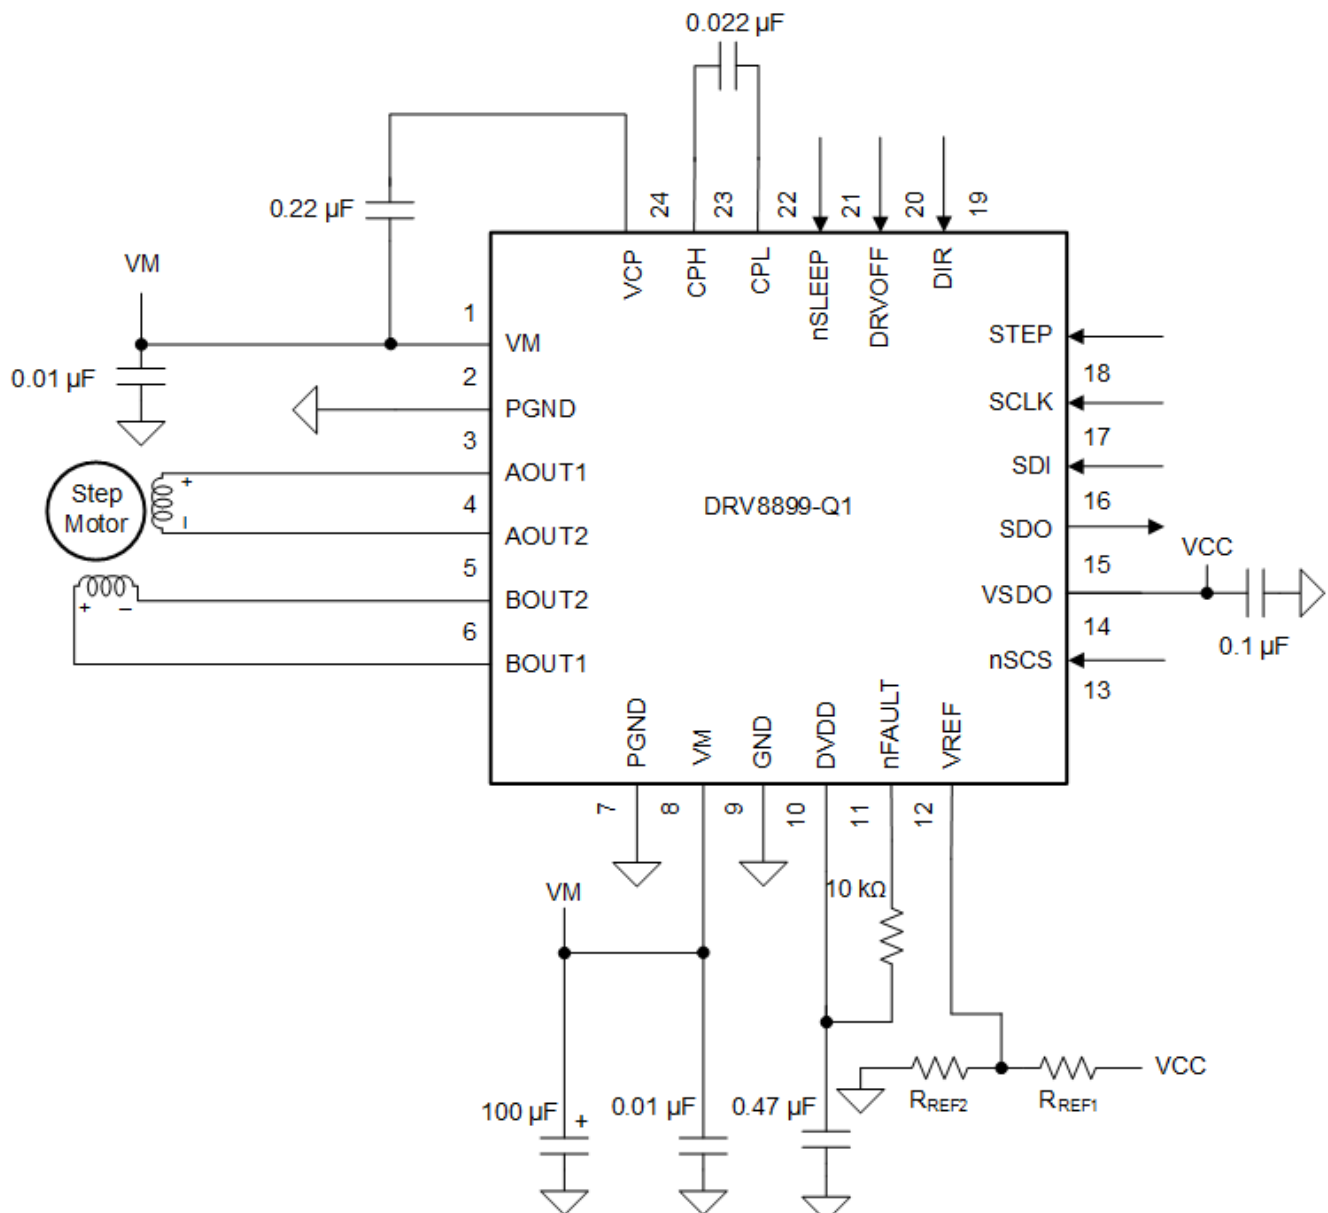 0.022 µF
0.22 µF
24
23
22
21
20
19
VCP
CPH
CPL
nSLEEP
DRVOFF
DIR
VM
0.01 µF
1
VM
2
PGND
3
AOUT1
4
AOUT2
5
BOUT2
6
BOUT1
Step
Motor
+
–
+
–
DRV8899-Q1
STEP
18
SCLK
17
SDI
16
SDO
15
VSDO
14
nSCS
13
VCC
0.1 µF
PGND
VM
GND
DVDD
nFAULT
VREF
7
8
9
10
11
12
VM
10 kΩ
100 µF
+
0.01 µF
0.47 µF
RREF2
RREF1
VCC